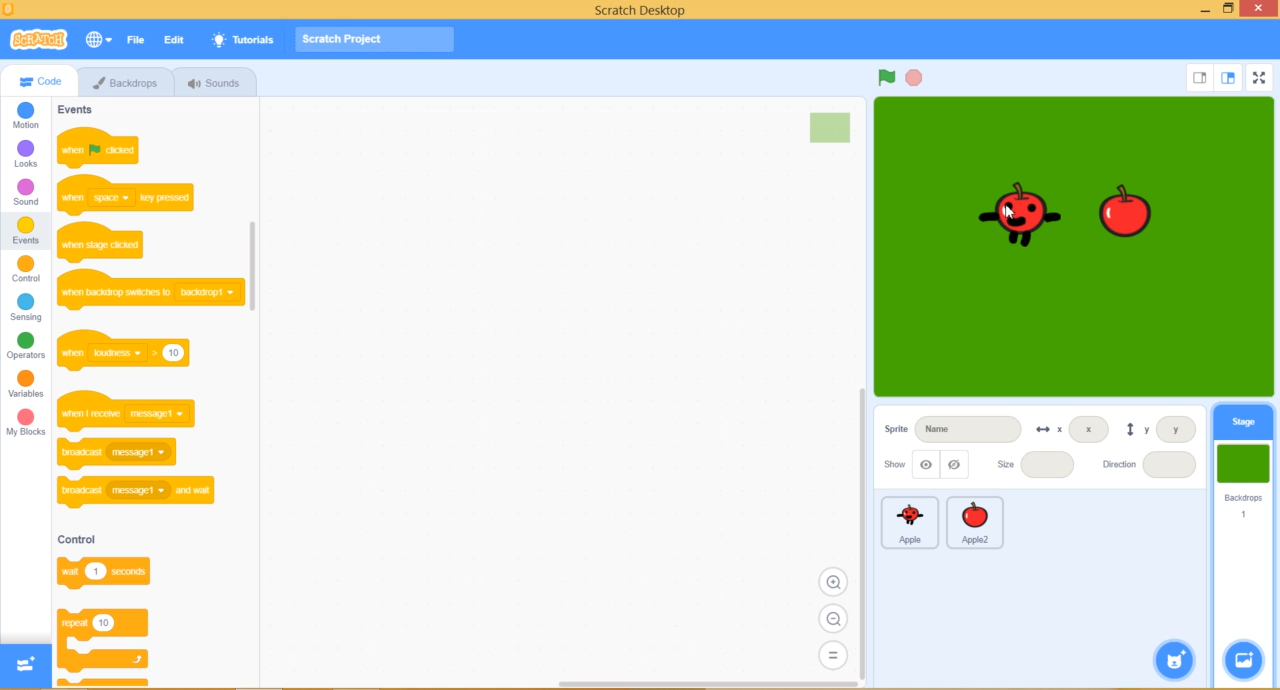 Scratch Desktop
SCRATCH
File Edit Tutorials Scratch Project
Code Backdrops Sounds
Motion
Looks
Sound
Events
Control
Sensing
Operators
Variables
My Blocks
Events
when clicked
when space key pressed
when stage clicked
when backdrop switches to backdrop1
when loudness > 10
when I receive message1
broadcast message1
broadcast message1 and wait
Control
wait 1 seconds
repeat 10
Sprite Name x x y y
Show Size Direction
Apple Apple2
Stage
Backdrops
1